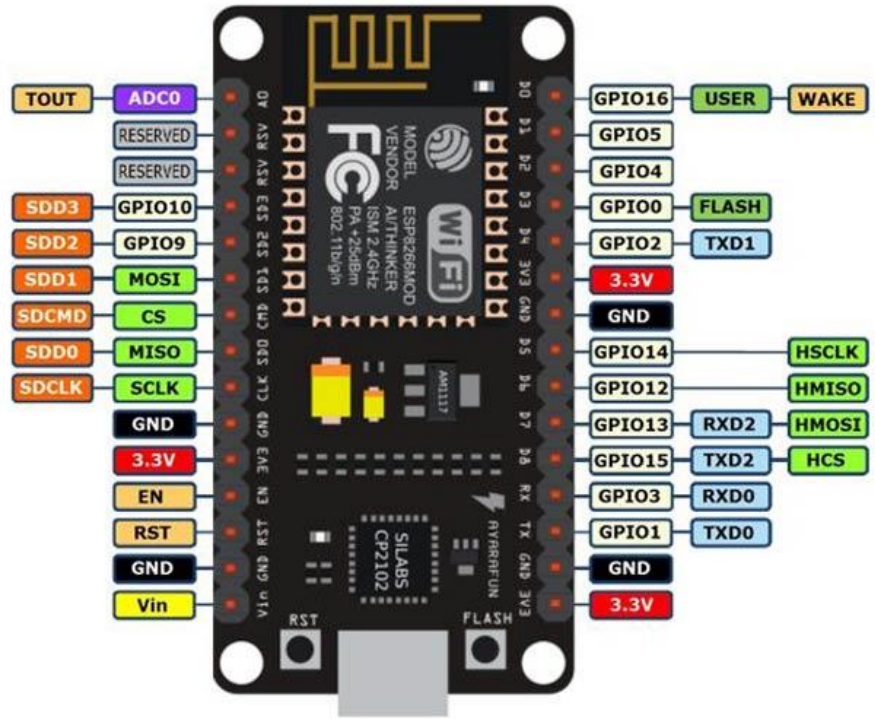 TOUT ADC0 A0
RESERVED RSV
RESERVED RSV
SDD3 GPIO10 SD3
SDD2 GPIO9 SD2
SDD1 MOSI SD1
SDCMD CS CMD
SDD0 MISO SD0
SDCLK SCLK CLK
GND GND
3.3V 3V3
EN EN
RST RST
GND GND
Vin Vin
MODEL ESP8266MOD
VENDOR AI/THINKER
ISM 2.4GHz
PA +25dBm
802.11b/g/n
FC
Wi Fi
AM1117
SILABS
CP2102
AYARAFUN
RST
FLASH
D0 GPIO16 USER WAKE
D1 GPIO5
D2 GPIO4
D3 GPIO0 FLASH
D4 GPIO2 TXD1
3V3 3.3V
GND GND
D5 GPIO14 HSCLK
D6 GPIO12 HMISO
D7 GPIO13 RXD2 HMOSI
D8 GPIO15 TXD2 HCS
RX GPIO3 RXD0
TX GPIO1 TXD0
GND GND
3V3 3.3V